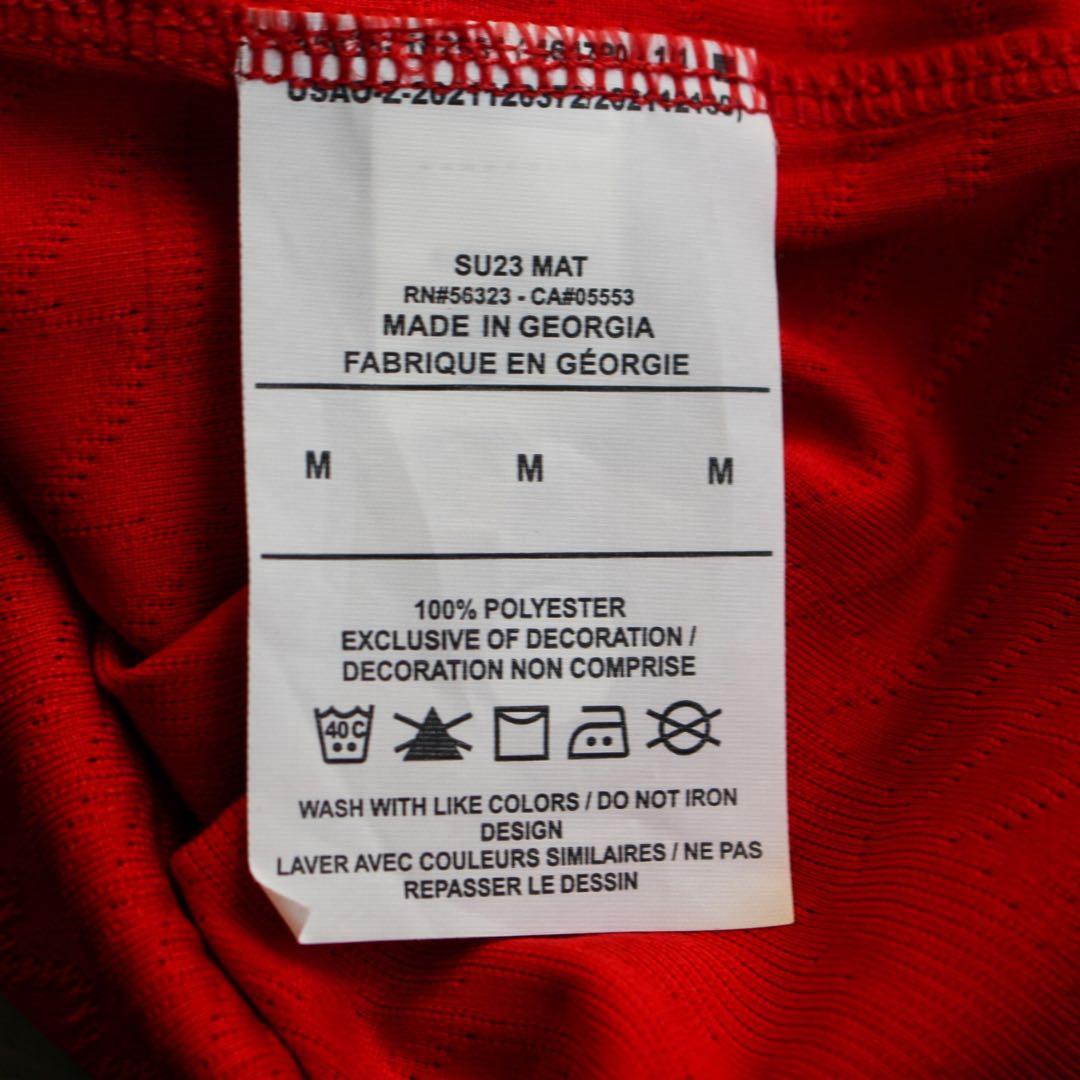 SU23 MAT
RN#56323 - CA#05553
MADE IN GEORGIA
FABRIQUE EN GÉORGIE
M M M
100% POLYESTER
EXCLUSIVE OF DECORATION /
DECORATION NON COMPRISE
40C
WASH WITH LIKE COLORS / DO NOT IRON
DESIGN
LAVER AVEC COULEURS SIMILAIRES / NE PAS
REPASSER LE DESSIN